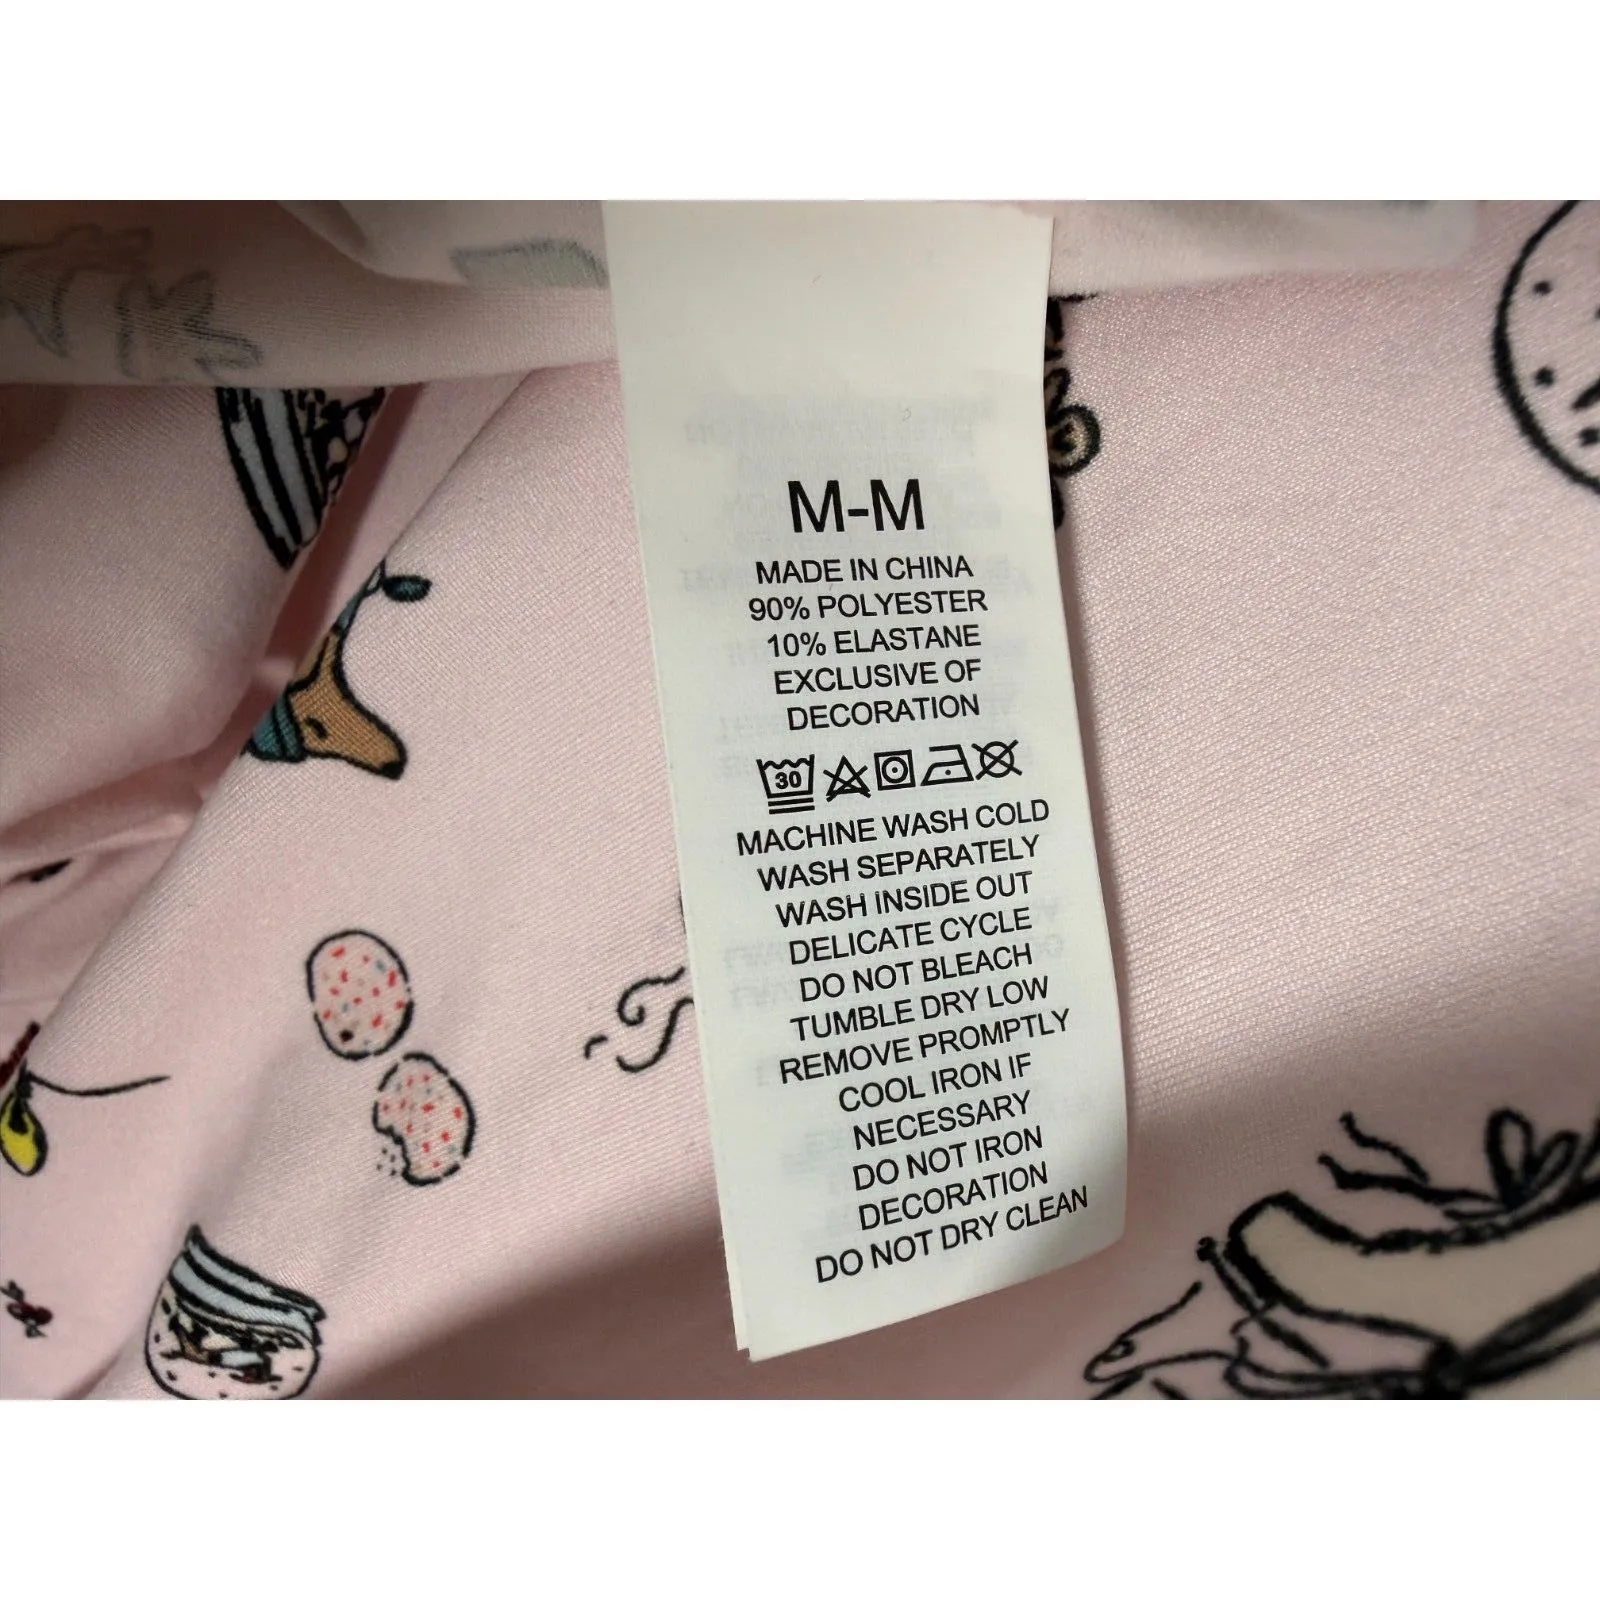 M-M
MADE IN CHINA
90% POLYESTER
10% ELASTANE
EXCLUSIVE OF
DECORATION
30
MACHINE WASH COLD
WASH SEPARATELY
WASH INSIDE OUT
DELICATE CYCLE
DO NOT BLEACH
TUMBLE DRY LOW
REMOVE PROMPTLY
COOL IRON IF
NECESSARY
DO NOT IRON
DECORATION
DO NOT DRY CLEAN